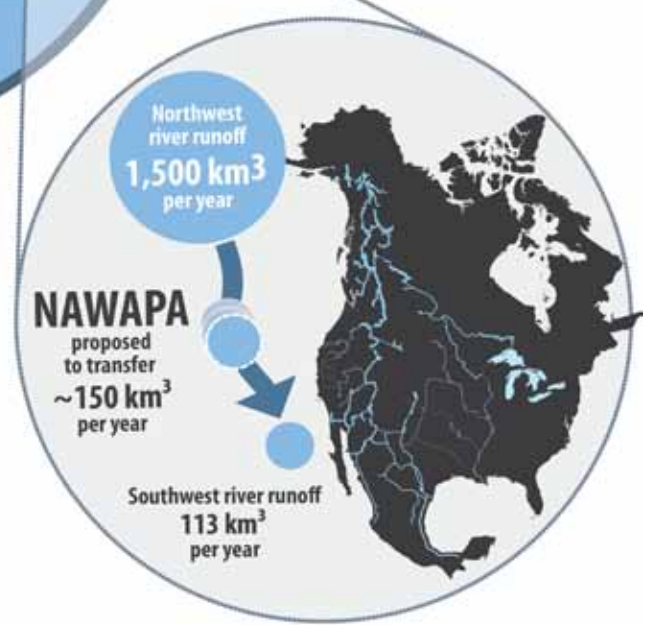 Northwest
river runoff
1,500 km³
per year
NAWAPA
proposed
to transfer
~150 km³
per year
Southwest river runoff
113 km³
per year